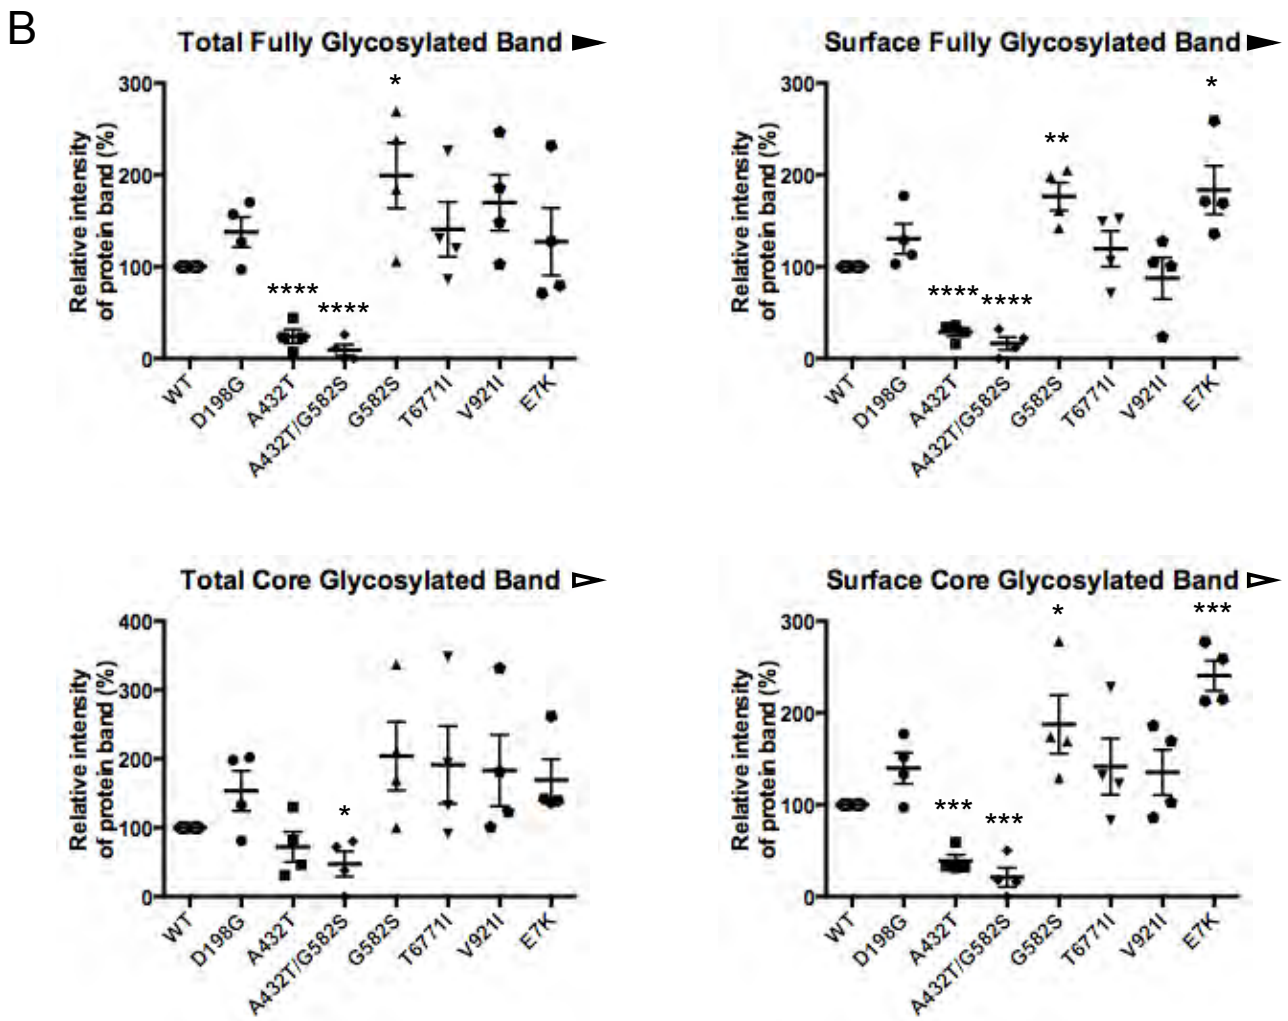 B
Total Fully Glycosylated Band
Relative intensity
of protein band (%)
300
200
100
0
*
****
****
WT
D198G
A432T
A432T/G582S
G582S
T6771I
V921I
E7K
Surface Fully Glycosylated Band
Relative intensity
of protein band (%)
300
200
100
0
****
****
**
*
WT
D198G
A432T
A432T/G582S
G582S
T6771I
V921I
E7K
Total Core Glycosylated Band
Relative intensity
of protein band (%)
400
300
200
100
0
*
WT
D198G
A432T
A432T/G582S
G582S
T6771I
V921I
E7K
Surface Core Glycosylated Band
Relative intensity
of protein band (%)
300
200
100
0
***
***
*
***
WT
D198G
A432T
A432T/G582S
G582S
T6771I
V921I
E7K